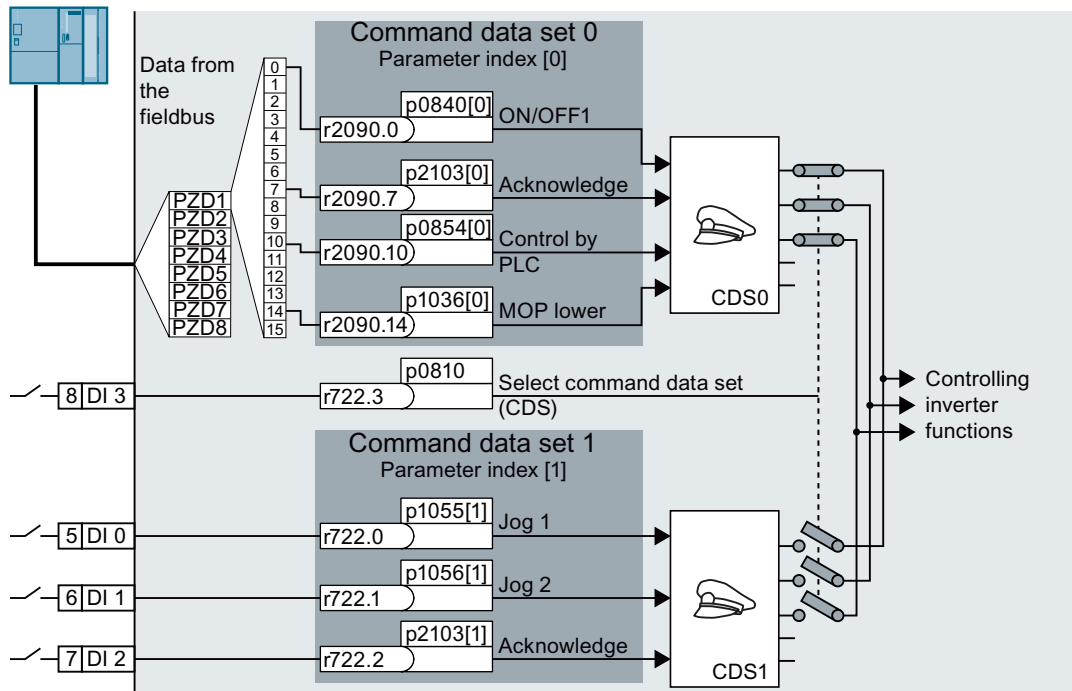 Command data set 0
Parameter index [0]
Data from
the
fieldbus
0
1
2
3
4
5
6
7
8
9
10
11
12
13
14
15
PZD1
PZD2
PZD3
PZD4
PZD5
PZD6
PZD7
PZD8
p0840[0]
r2090.0
ON/OFF1
p2103[0]
r2090.7
Acknowledge
p0854[0]
r2090.10
Control by
PLC
p1036[0]
r2090.14
MOP lower
CDS0
8 DI 3
p0810
r722.3
Select command data set
(CDS)
Controlling
inverter
functions
Command data set 1
Parameter index [1]
5 DI 0
p1055[1]
r722.0
Jog 1
6 DI 1
p1056[1]
r722.1
Jog 2
7 DI 2
p2103[1]
r722.2
Acknowledge
CDS1